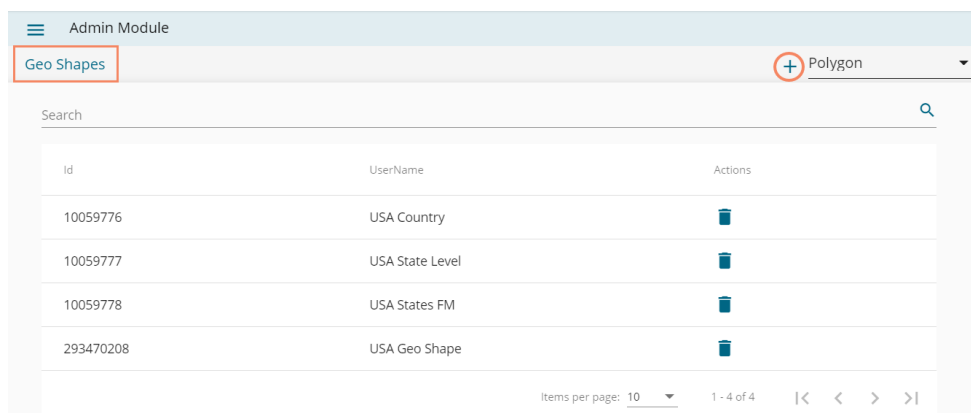 Admin Module
Geo Shapes
Polygon
Search
Id UserName Actions
10059776 USA Country
10059777 USA State Level
10059778 USA States FM
293470208 USA Geo Shape
Items per page: 10 1 - 4 of 4